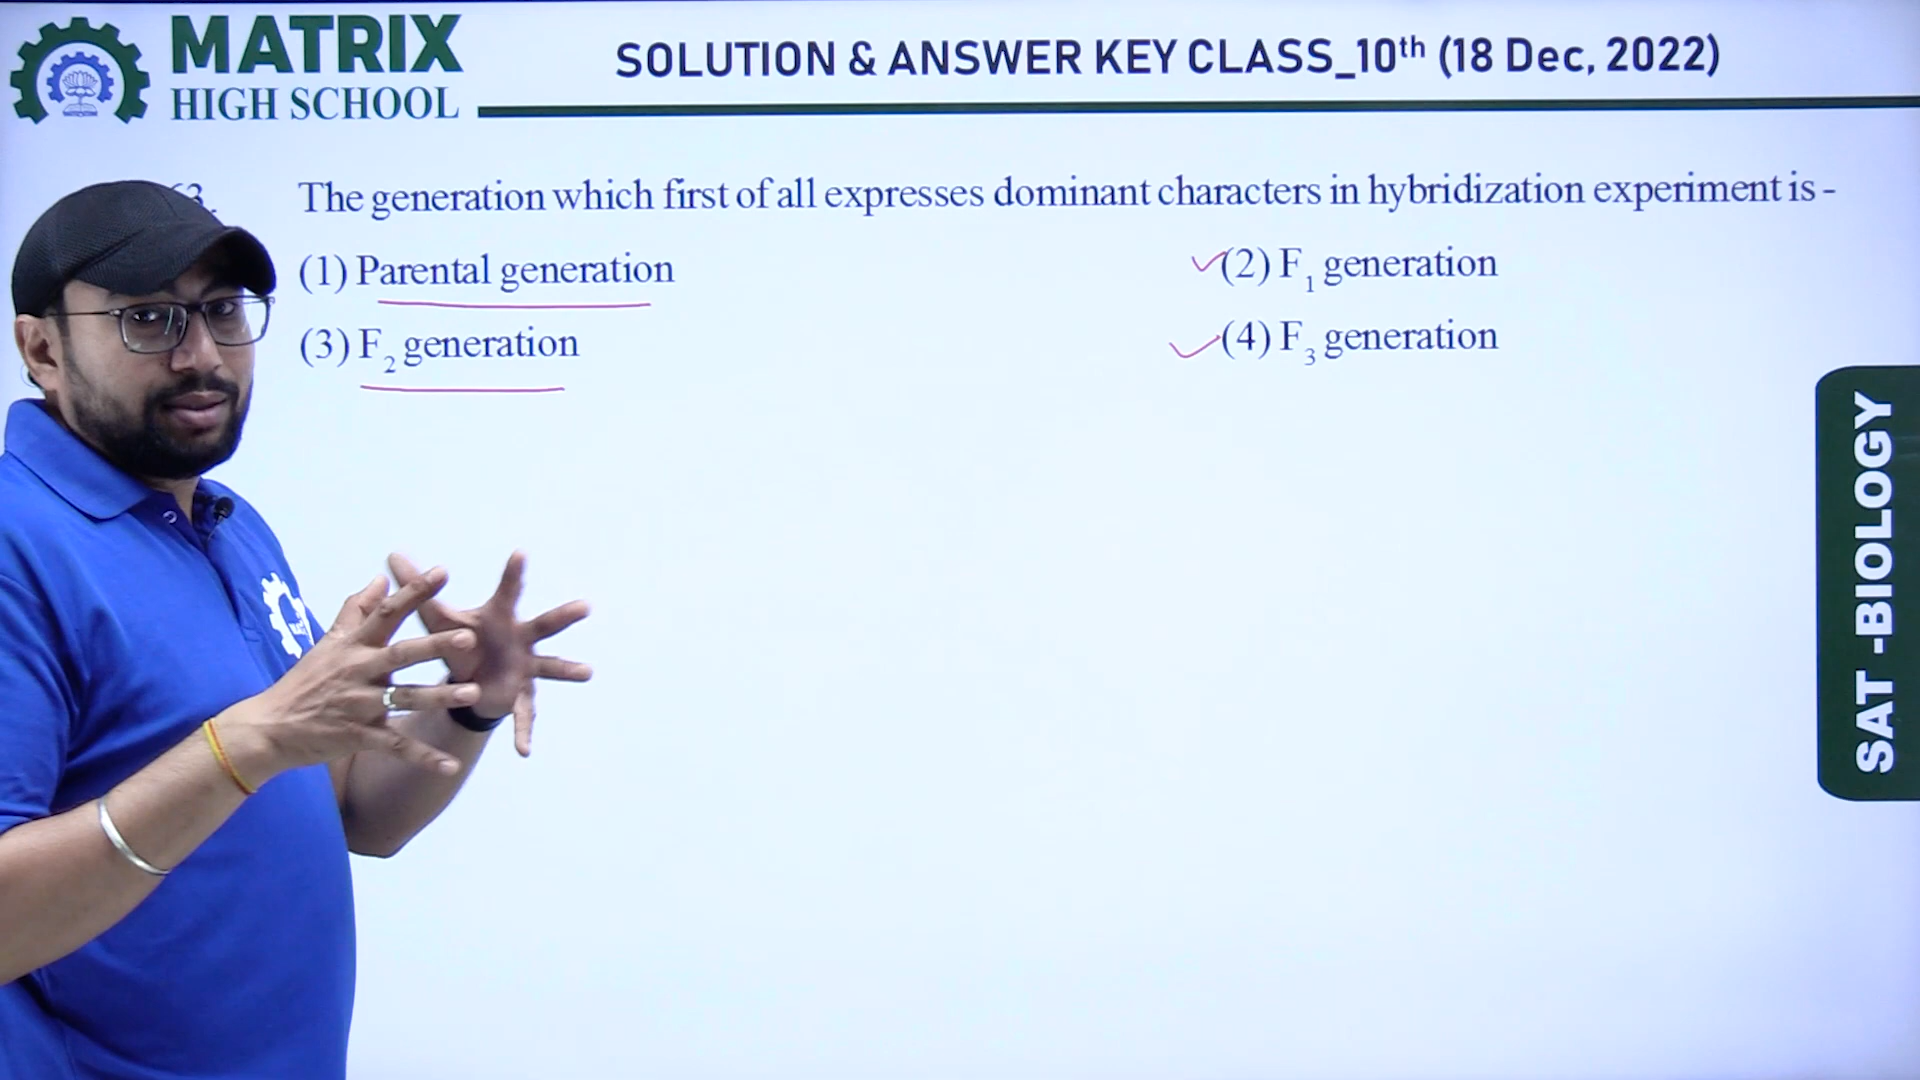 MATRIX
HIGH SCHOOL
SOLUTION & ANSWER KEY CLASS_10th (18 Dec, 2022)
The generation which first of all expresses dominant characters in hybridization experiment is -
(1) Parental generation
(2) F1 generation
(3) F2 generation
(4) F3 generation
SAT -BIOLOGY